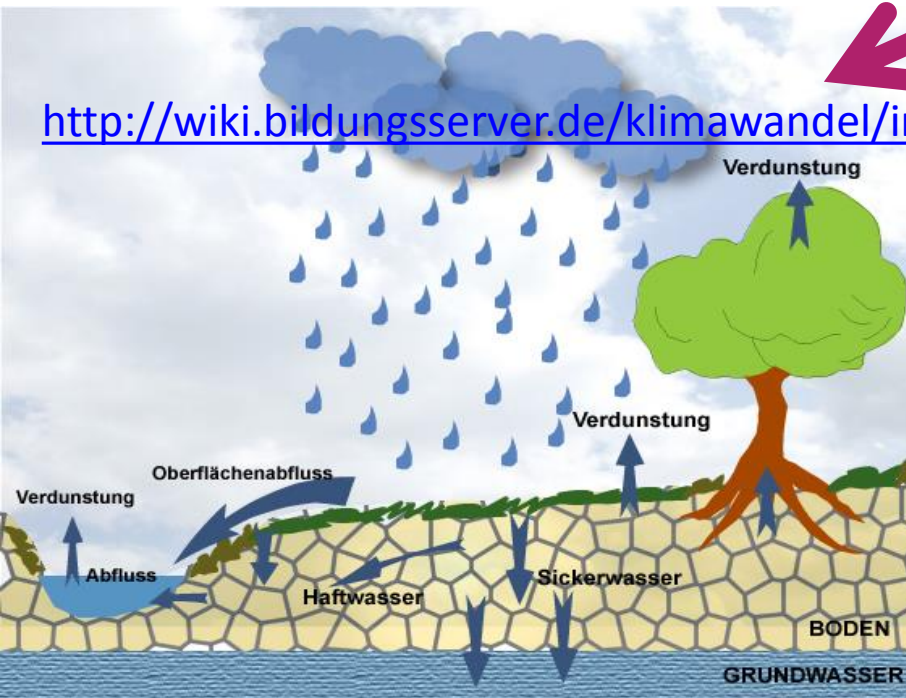 http://wiki.bildungsserver.de/klimawandel/
Verdunstung
Verdunstung
Oberflächenabfluss
Verdunstung
Abfluss
Sickerwasser
Haftwasser
BODEN
GRUNDWASSER